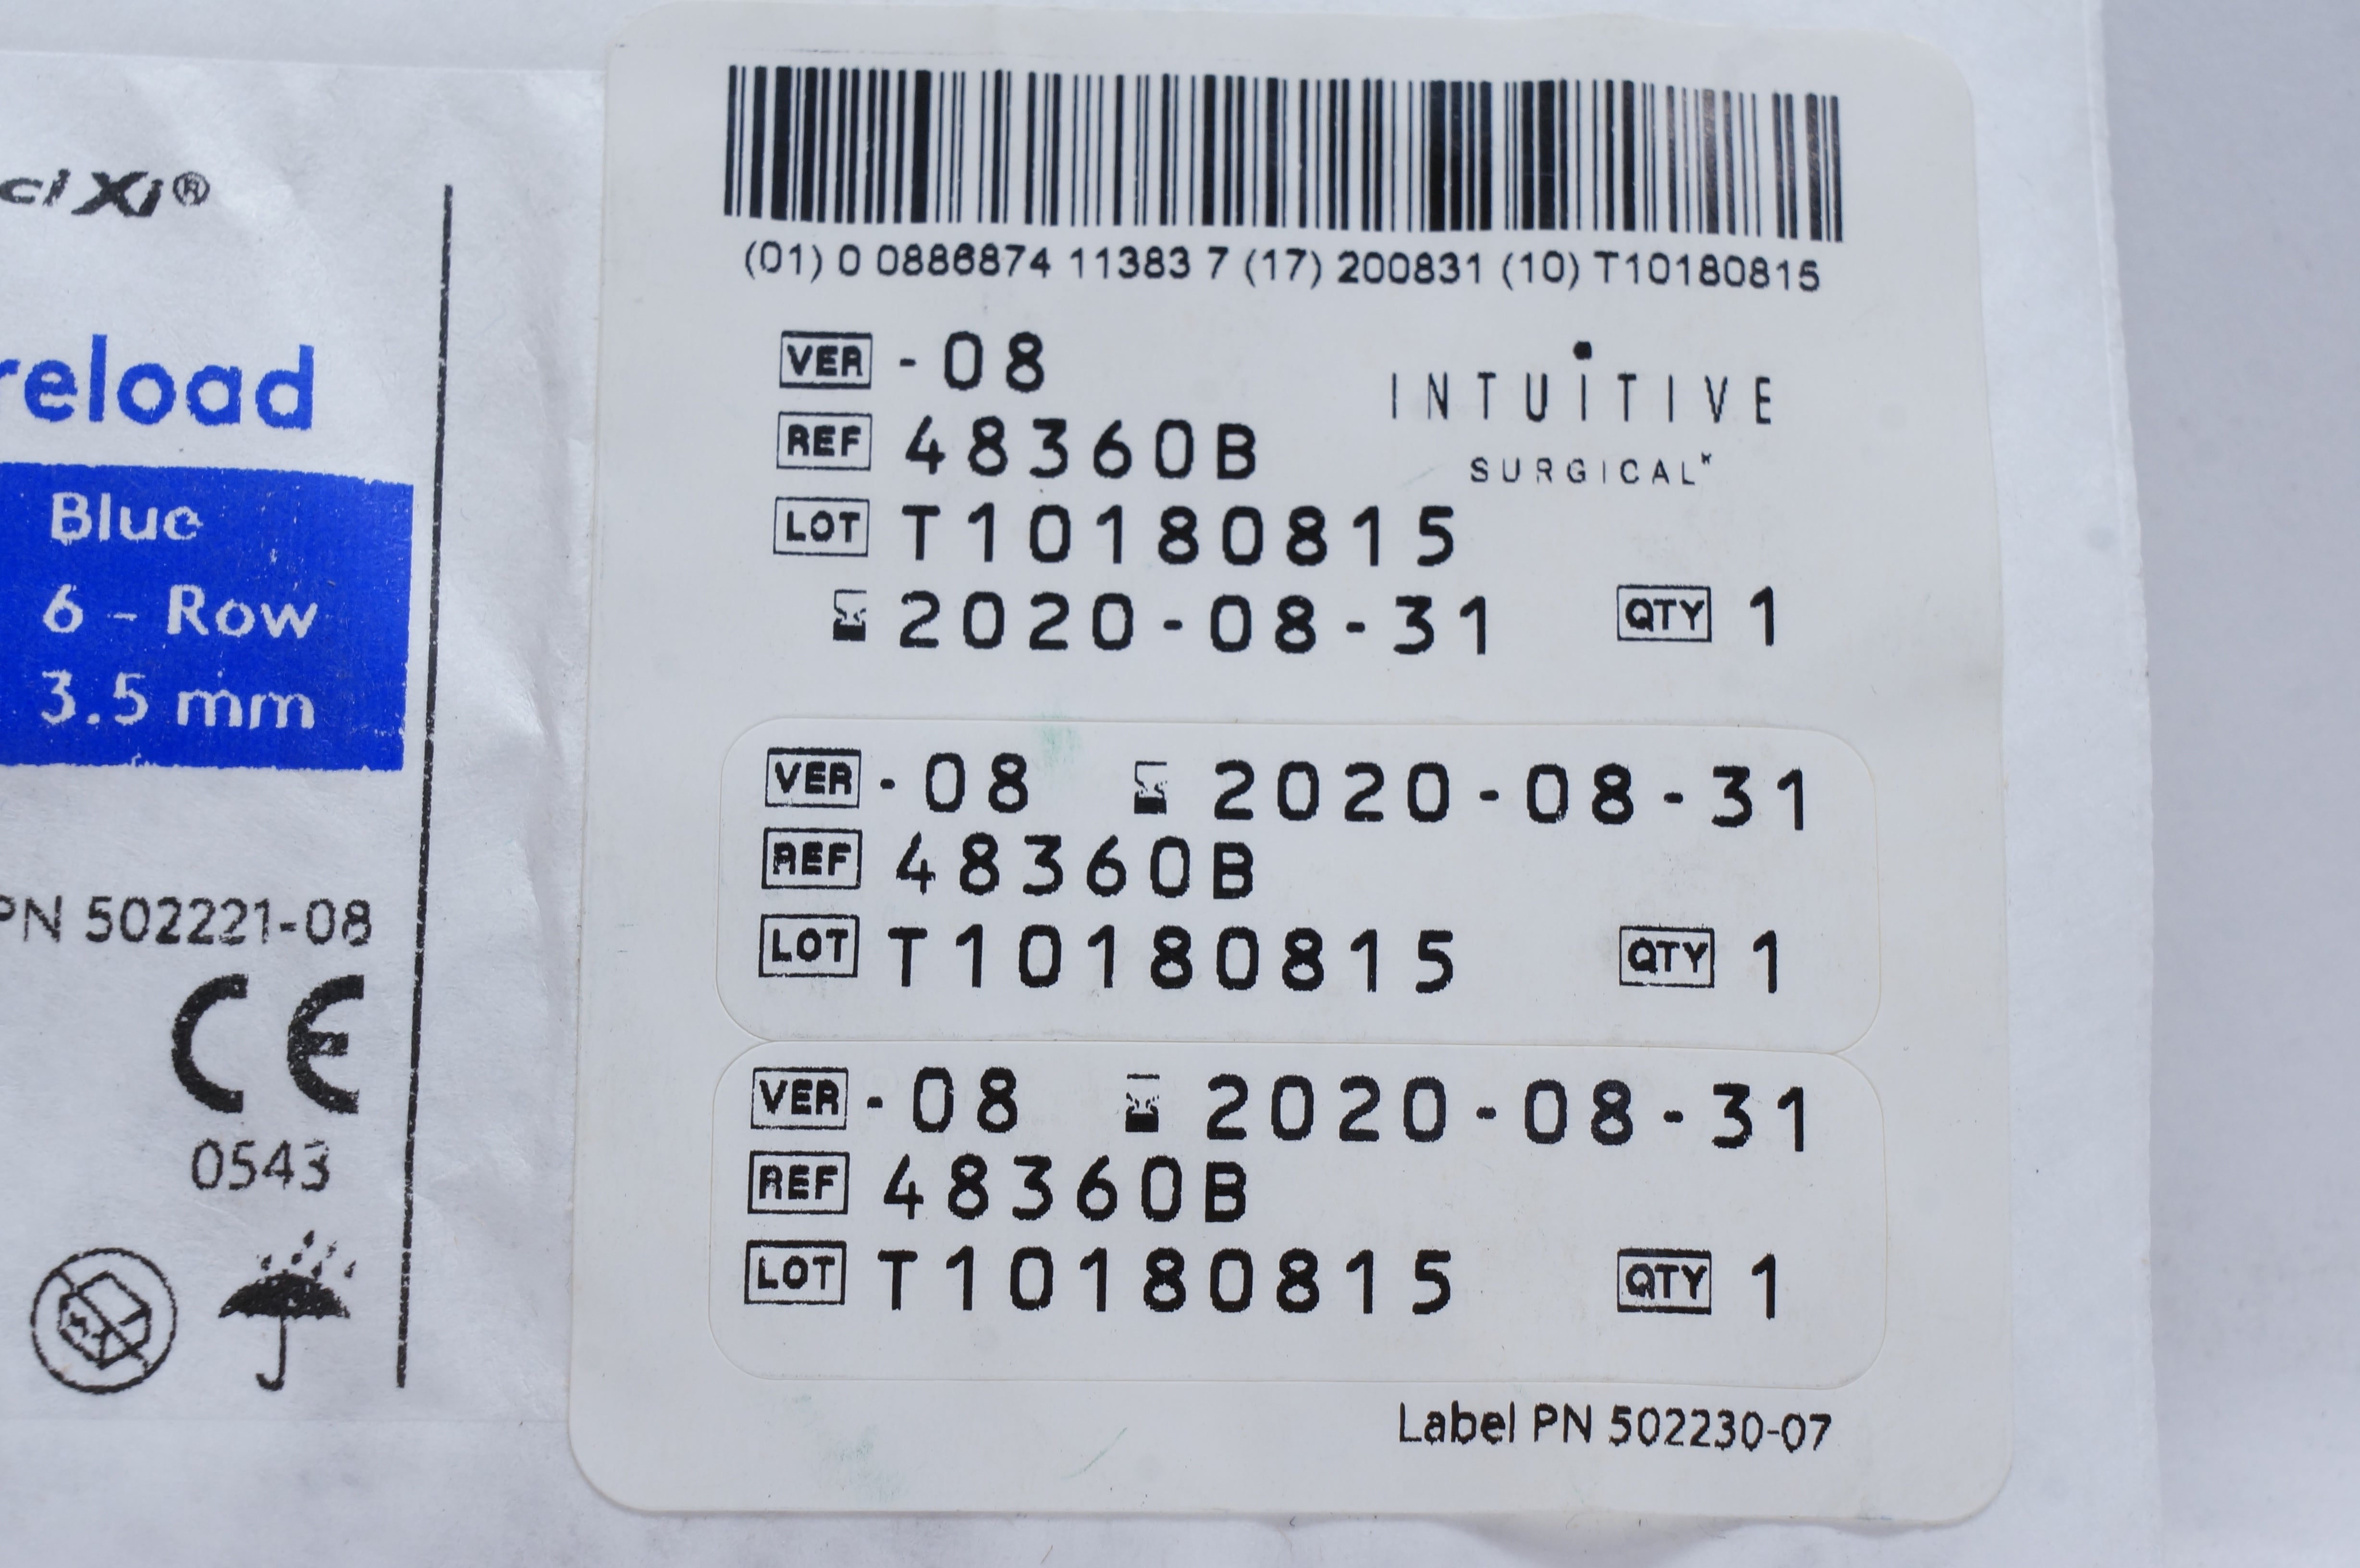 ci Xi®
reload
Blue
6 - Row
3.5 mm
PN 502221-08
CE
0543
(01) 0 0886874 11383 7 (17) 200831 (10) T10180815
VER -08
INTUITIVE
SURGICAL
REF 48360B
LOT T10180815
2020-08-31 QTY 1
VER -08 2020-08-31
REF 48360B
LOT T10180815 QTY 1
VER -08 2020-08-31
REF 48360B
LOT T10180815 QTY 1
Label PN 502230-07